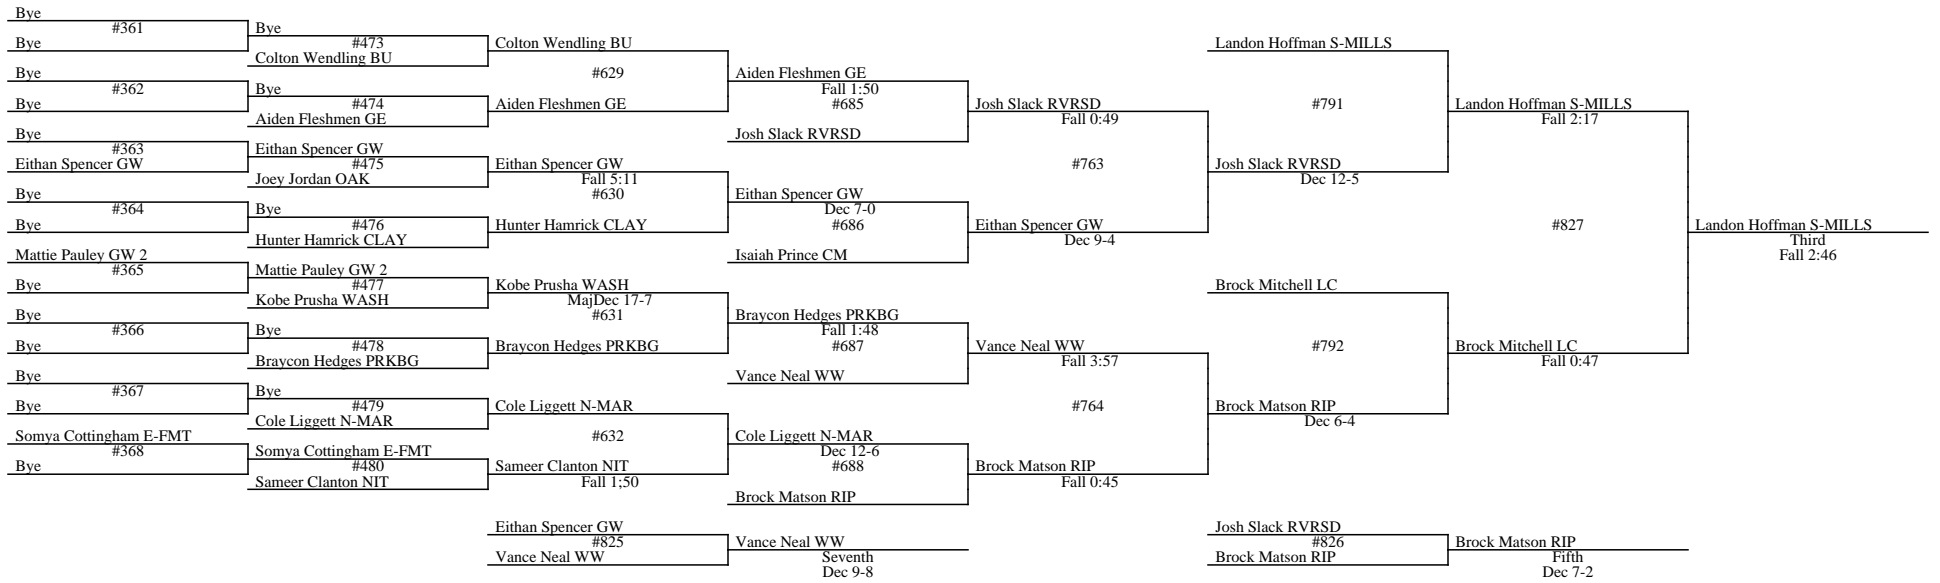 Bye
#361
Bye
Bye
#362
Bye
Bye
#363
Eithan Spencer GW
Bye
#364
Bye
Mattie Pauley GW 2
#365
Bye
Bye
#366
Bye
Bye
#367
Bye
Somya Cottingham E-FMT
#368
Bye
Bye
#473
Colton Wendling BU
Bye
#474
Aiden Fleshmen GE
Eithan Spencer GW
#475
Joey Jordan OAK
Bye
#476
Hunter Hamrick CLAY
Mattie Pauley GW 2
#477
Kobe Prusha WASH
Bye
#478
Braycon Hedges PRKBG
Bye
#479
Cole Liggett N-MAR
Somya Cottingham E-FMT
#480
Sameer Clanton NIT
Colton Wendling BU
#629
Aiden Fleshmen GE
Eithan Spencer GW
Fall 5:11
#630
Hunter Hamrick CLAY
Kobe Prusha WASH
MajDec 17-7
#631
Braycon Hedges PRKBG
Cole Liggett N-MAR
#632
Sameer Clanton NIT
Fall 1;50
Aiden Fleshmen GE
Fall 1:50
#685
Josh Slack RVRSD
Eithan Spencer GW
Dec 7-0
#686
Isaiah Prince CM
Braycon Hedges PRKBG
Fall 1:48
#687
Vance Neal WW
Cole Liggett N-MAR
Dec 12-6
#688
Brock Matson RIP
Josh Slack RVRSD
Fall 0:49
#763
Eithan Spencer GW
Dec 9-4
Vance Neal WW
Fall 3:57
#764
Brock Matson RIP
Fall 0:45
Landon Hoffman S-MILLS
#791
Josh Slack RVRSD
Dec 12-5
Brock Mitchell LC
#792
Brock Matson RIP
Dec 6-4
Landon Hoffman S-MILLS
Fall 2:17
#827
Brock Mitchell LC
Fall 0:47
Landon Hoffman S-MILLS
Third
Fall 2:46
Eithan Spencer GW
#825
Vance Neal WW
Vance Neal WW
Seventh
Dec 9-8
Josh Slack RVRSD
#826
Brock Matson RIP
Brock Matson RIP
Fifth
Dec 7-2